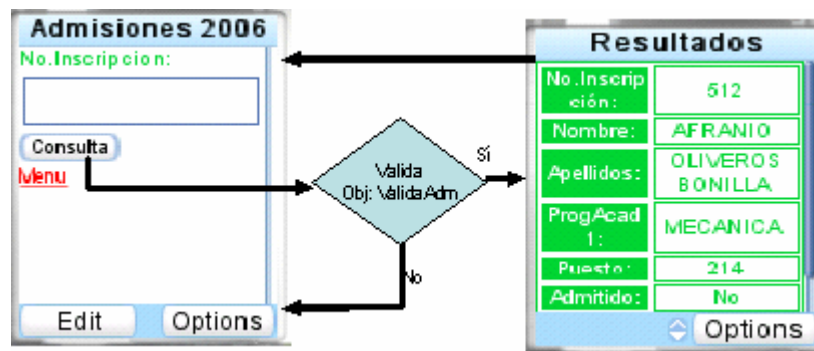 Admisiones 2006
No.Inscripcion:
Consulta
Menu
Edit
Options
Valida
Obj: ValidaAdm
Sí
No
Resultados
No.Inscrip
ción:
512
Nombre:
AFRANIO
Apellidos:
OLIVEROS
BONILLA
ProgAcad
1:
MECANICA
Puesto:
214
Admitido:
No
Options